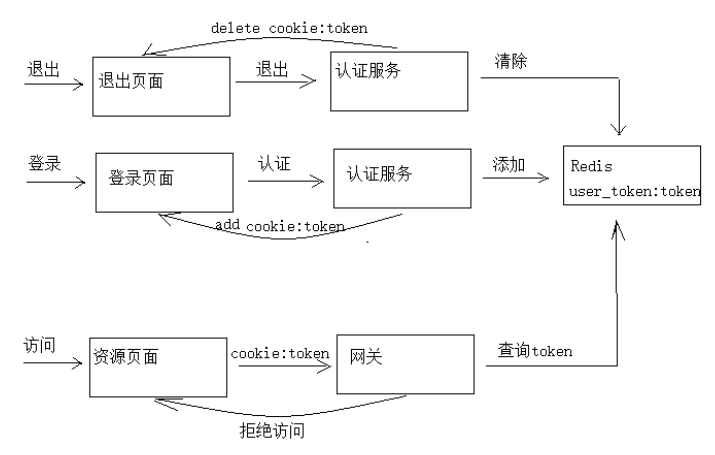 delete cookie:token
退出
退出页面
退出
认证服务
清除
登录
登录页面
认证
认证服务
添加
Redis
user_token:token
add cookie:token
访问
资源页面
cookie:token
网关
查询token
拒绝访问